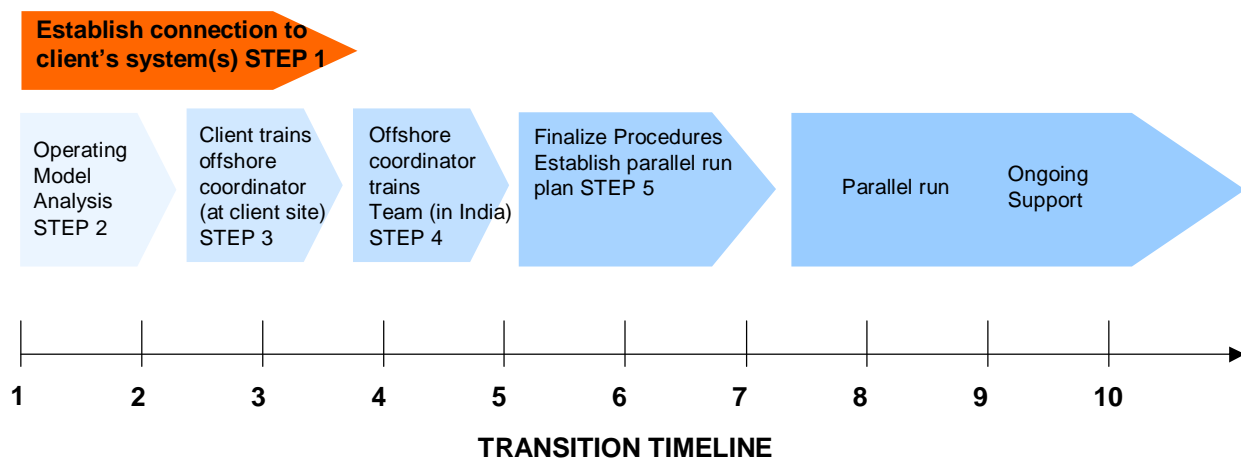 Establish connection to
client’s system(s) STEP 1
Operating
Model
Analysis
STEP 2
Client trains
offshore
coordinator
(at client site)
STEP 3
Offshore
coordinator
trains
Team (in India)
STEP 4
Finalize Procedures
Establish parallel run
plan STEP 5
Parallel run
Ongoing
Support
1 2 3 4 5 6 7 8 9 10
TRANSITION TIMELINE